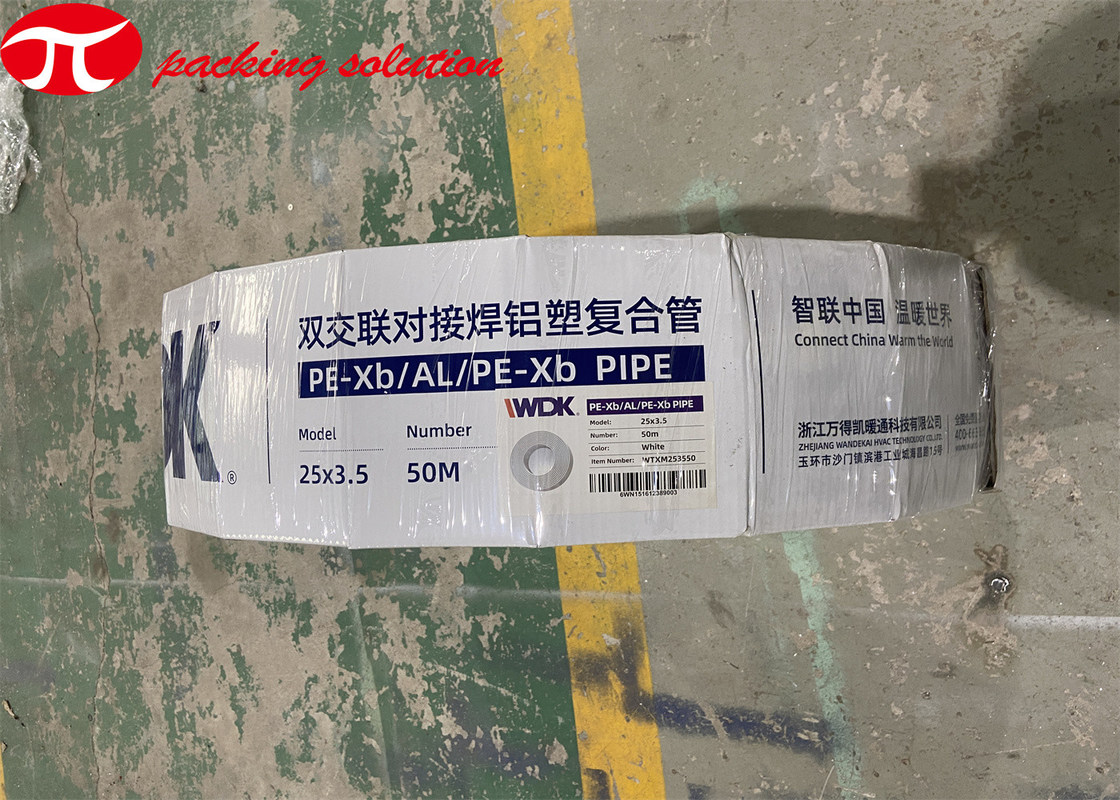 packing solution
K®
双交联对接焊铝塑复合管
PE-Xb/AL/PE-Xb PIPE
Model
25x3.5
Number
50M
WDK®
PE-Xb/AL/PE-Xb PIPE
Model: 25x3.5
Number: 50m
Color: White
Item Number: WTXM253550
6WN151612389003
智联中国 温暖世界
Connect China Warm the World
浙江万得凯暖通科技有限公司
ZHEJIANG WANDEKAI HVAC TECHNOLOGY CO.,LTD.
玉环市沙门镇滨港工业城海昌路15号